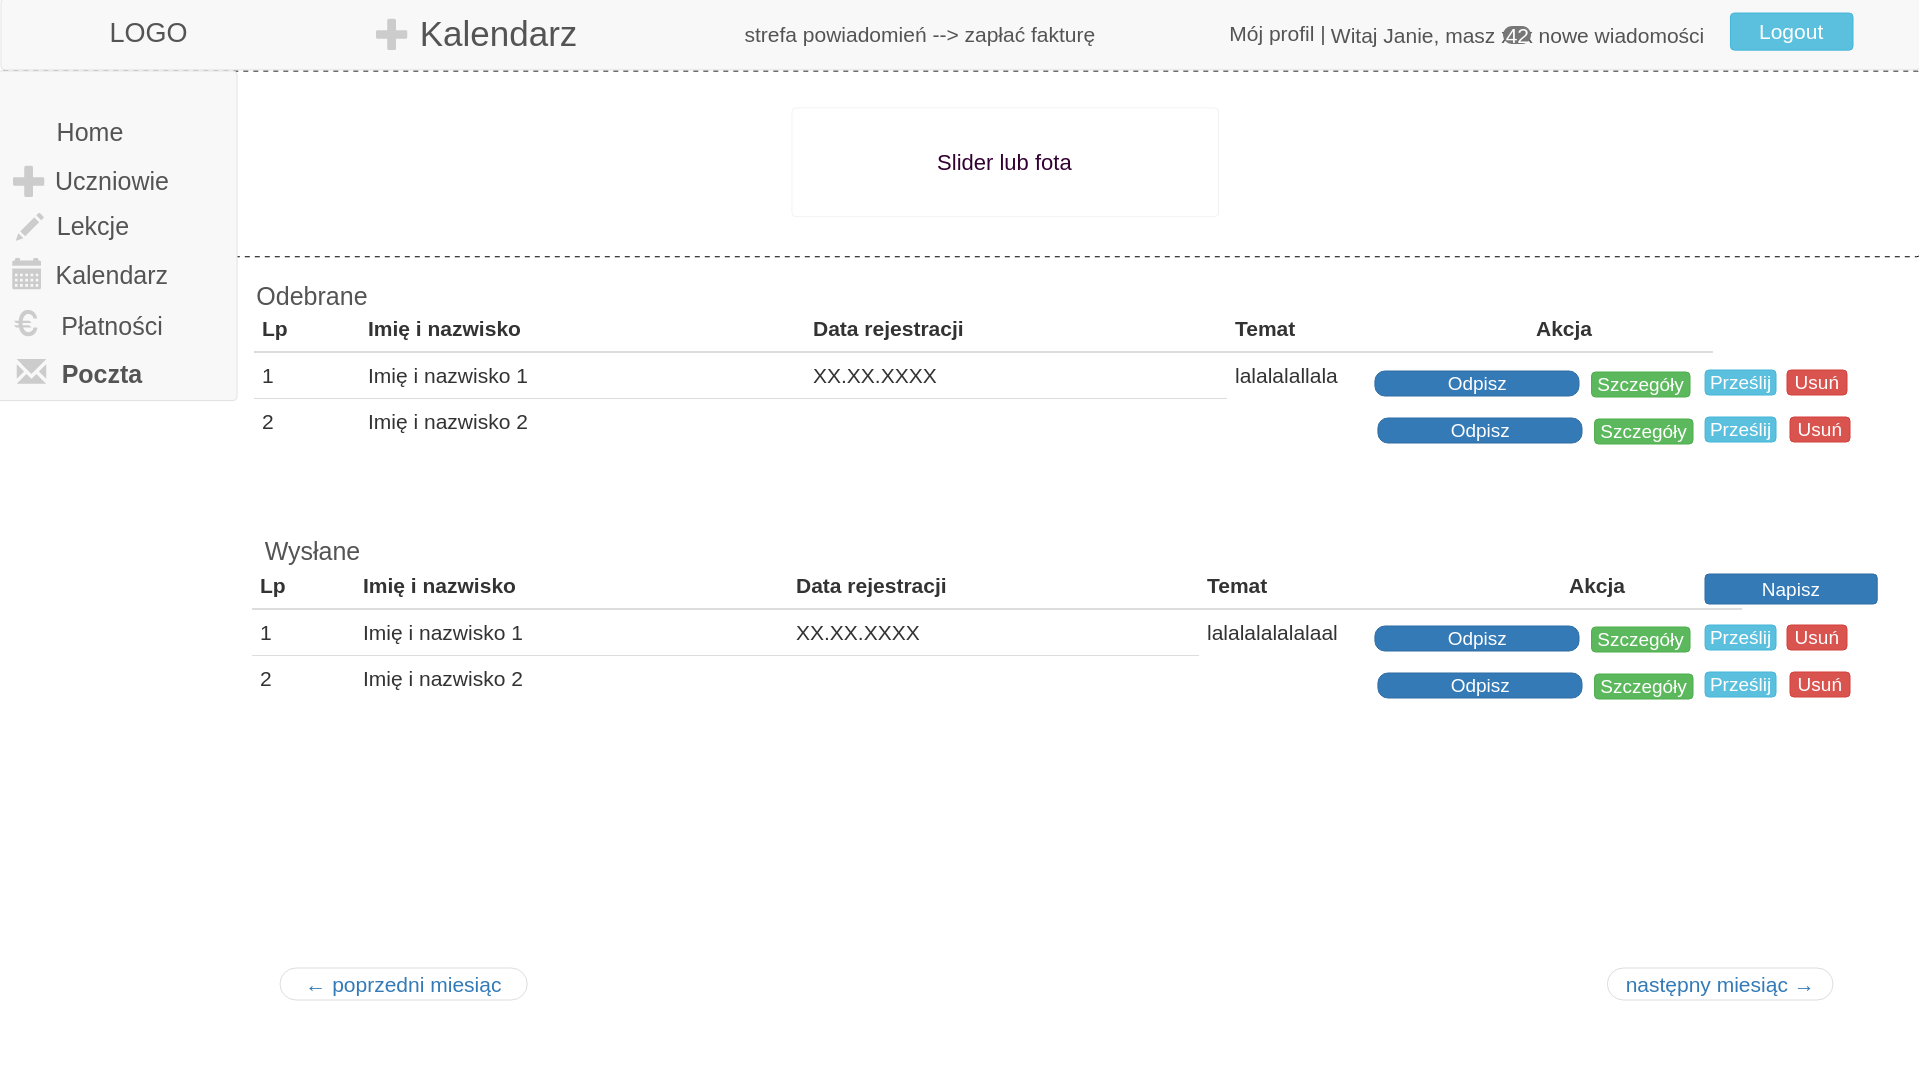 LOGO
Kalendarz
strefa powiadomień --> zapłać fakturę
Mój profil |
Witaj Janie, masz 42 nowe wiadomości
Logout
Home
Uczniowie
Lekcje
Kalendarz
€ Płatności
Poczta
Slider lub fota
Odebrane
Lp Imię i nazwisko Data rejestracji Temat Akcja
1 Imię i nazwisko 1 XX.XX.XXXX lalalalallala Odpisz Szczegóły Prześlij Usuń
2 Imię i nazwisko 2 Odpisz Szczegóły Prześlij Usuń
Wysłane
Lp Imię i nazwisko Data rejestracji Temat Akcja Napisz
1 Imię i nazwisko 1 XX.XX.XXXX lalalalalalalaal Odpisz Szczegóły Prześlij Usuń
2 Imię i nazwisko 2 Odpisz Szczegóły Prześlij Usuń
← poprzedni miesiąc
następny miesiąc →